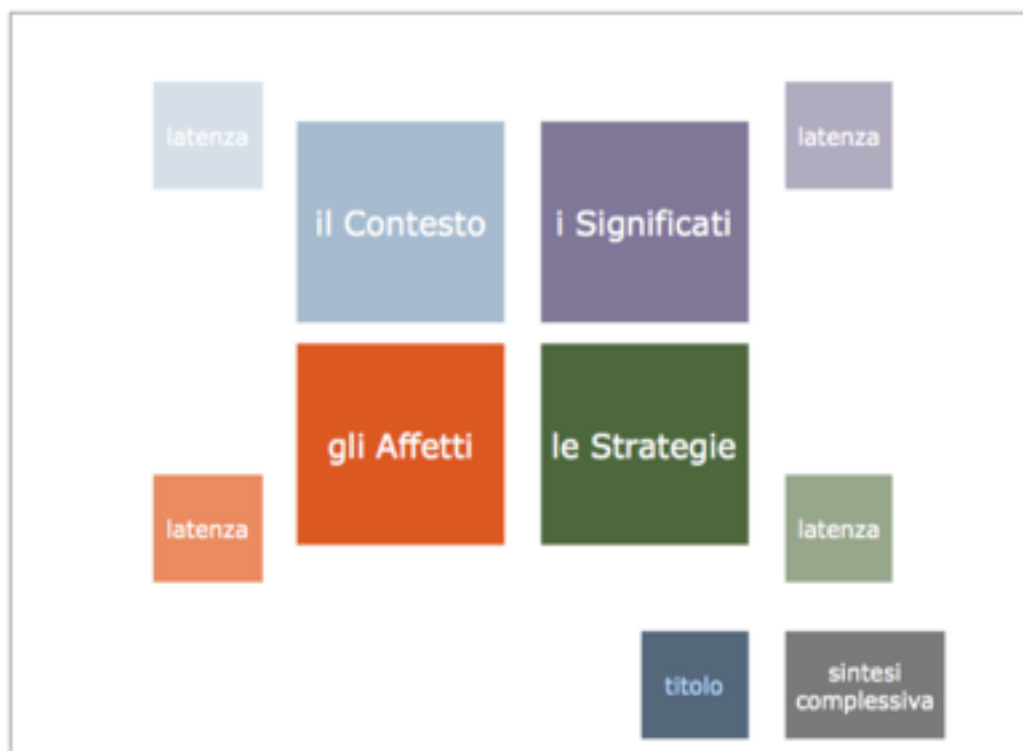 latenza
latenza
il Contesto
i Significati
gli Affetti
le Strategie
latenza
latenza
titolo
sintesi
complessiva